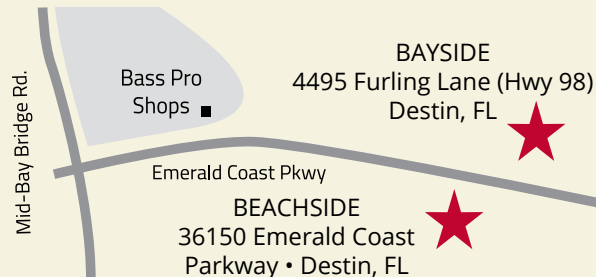 Mid-Bay Bridge Rd.
Bass Pro
Shops
BAYSIDE
4495 Furling Lane (Hwy 98)
Destin, FL
Emerald Coast Pkwy
BEACHSIDE
36150 Emerald Coast
Parkway • Destin, FL